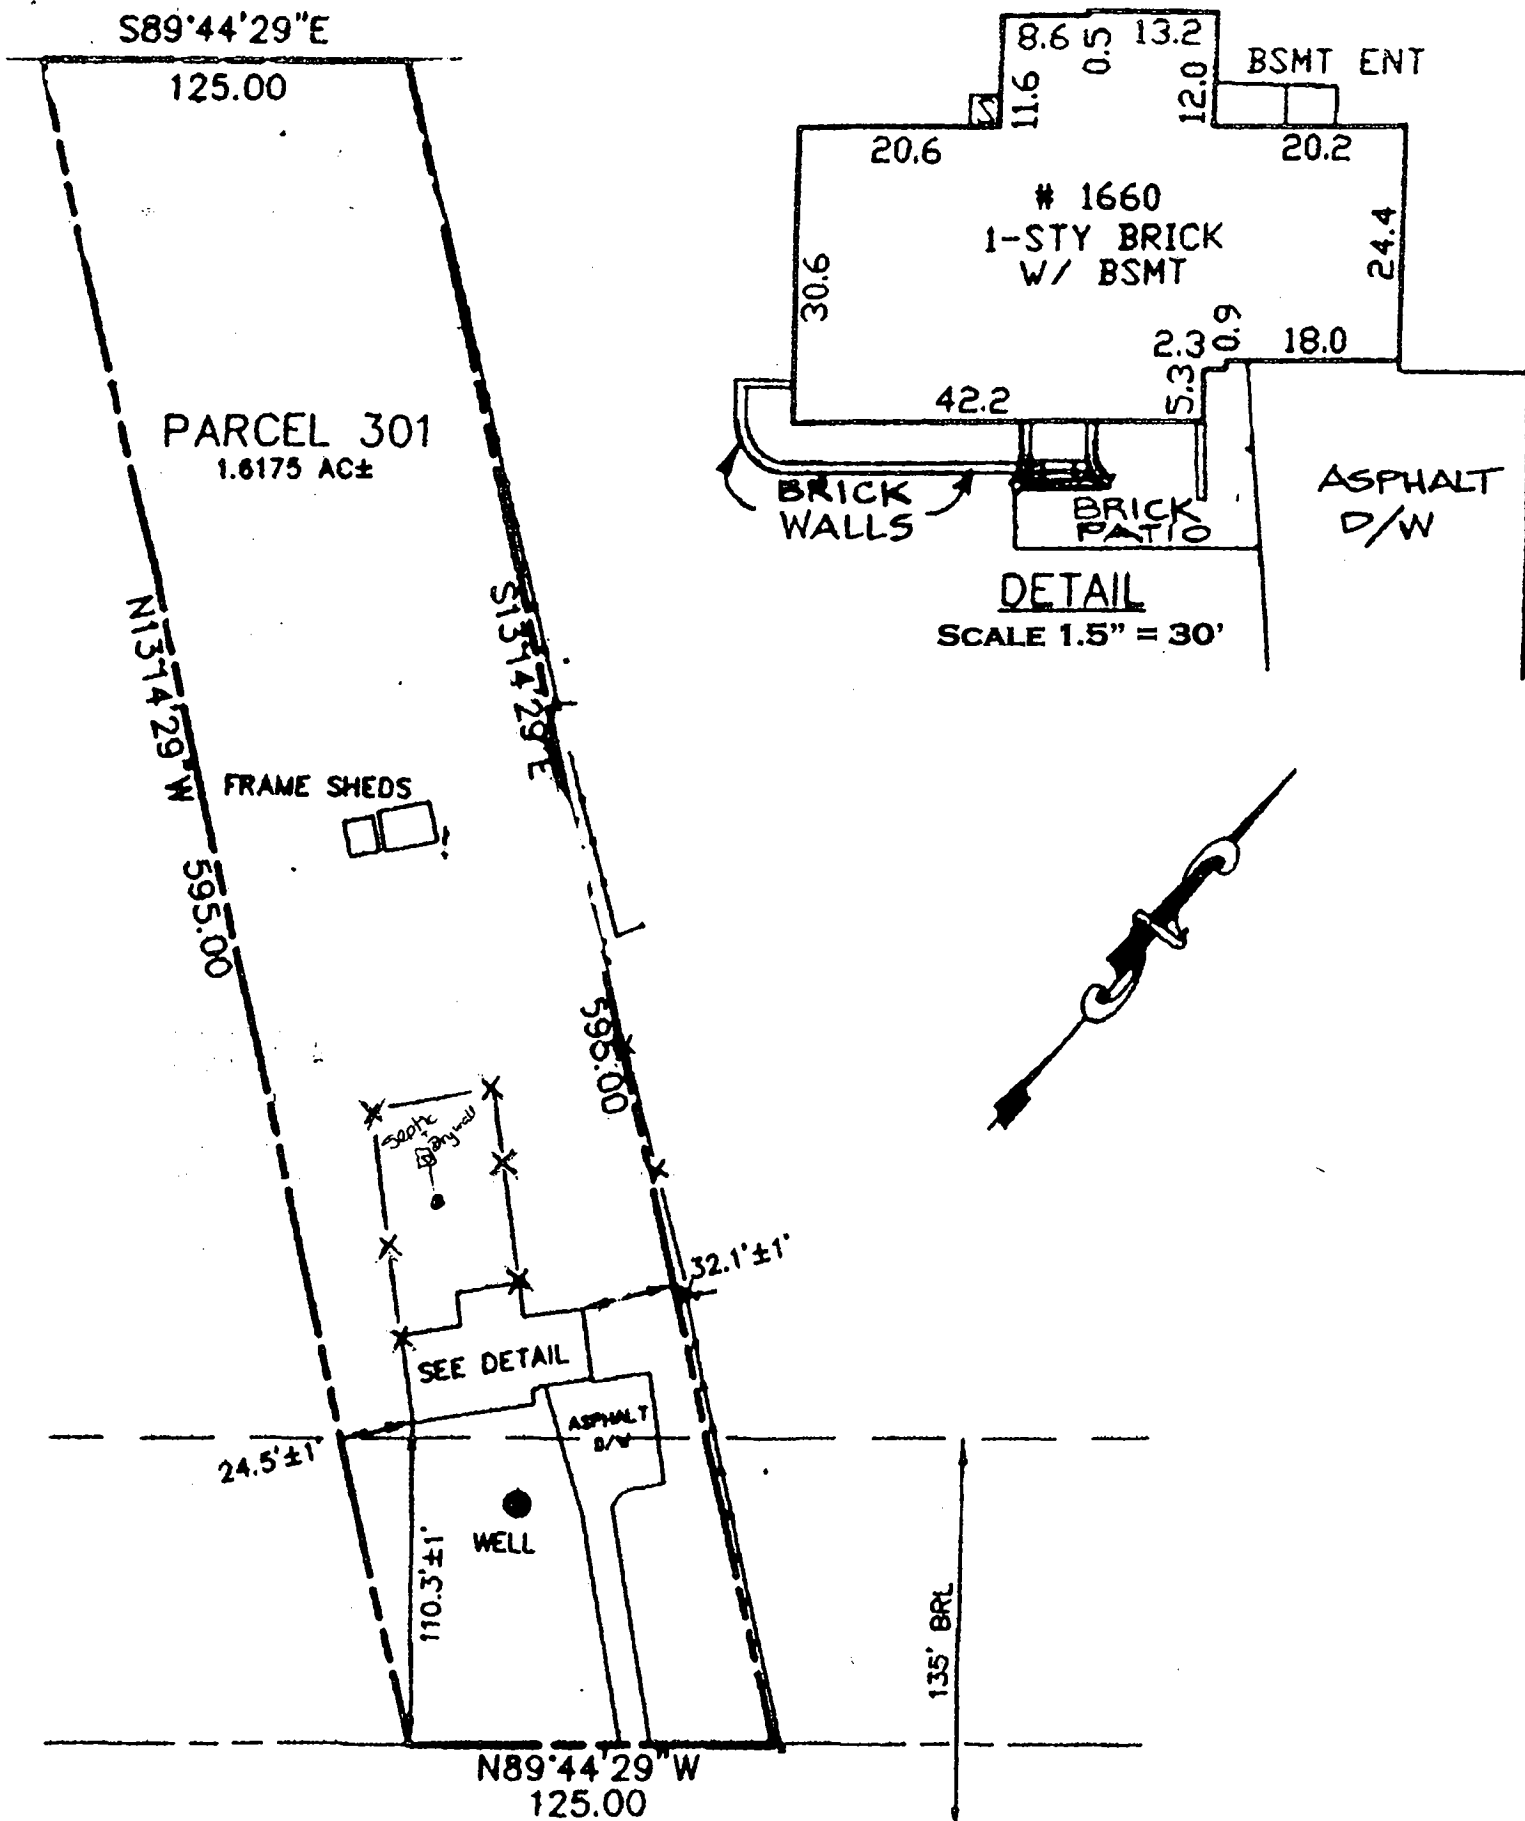 S89°44'29"E
125.00
8.6
0.5
13.2
BSMT ENT
11.6
12.0
20.6
20.2
# 1660
1-STY BRICK
W/ BSMT
30.6
24.4
2.3
0.9
18.0
5.3
42.2
BRICK
WALLS
BRICK
PATIO
ASPHALT
D/W
DETAIL
SCALE 1.5" = 30'
PARCEL 301
1.6175 AC±
N13°14'29"W
595.00
S13°14'29"E
595.00
FRAME SHEDS
Septic
+
Drywall
32.1'±1'
SEE DETAIL
ASPHALT
D/W
24.5'±1'
WELL
110.3'±1'
135' BRL
N89°44'29"W
125.00